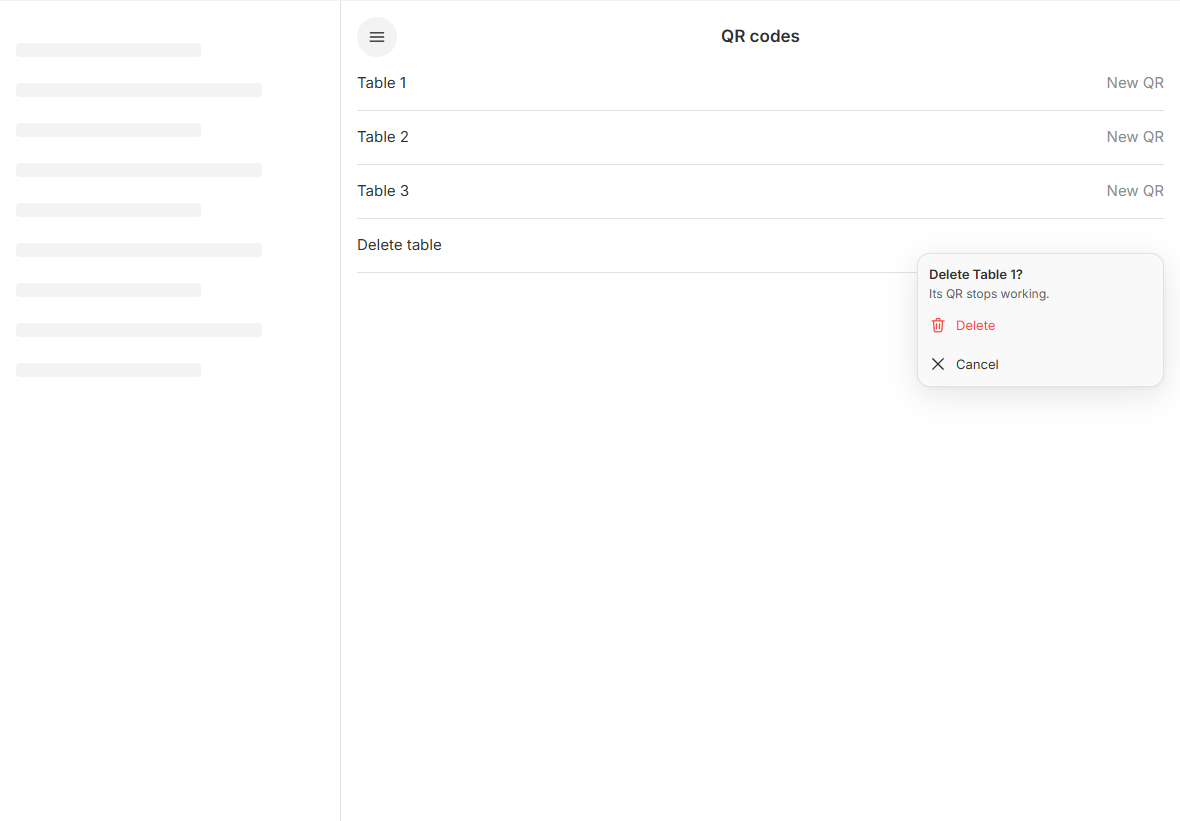 QR codes
Table 1 New QR
Table 2 New QR
Table 3 New QR
Delete table
Delete Table 1?
Its QR stops working.
Delete
Cancel